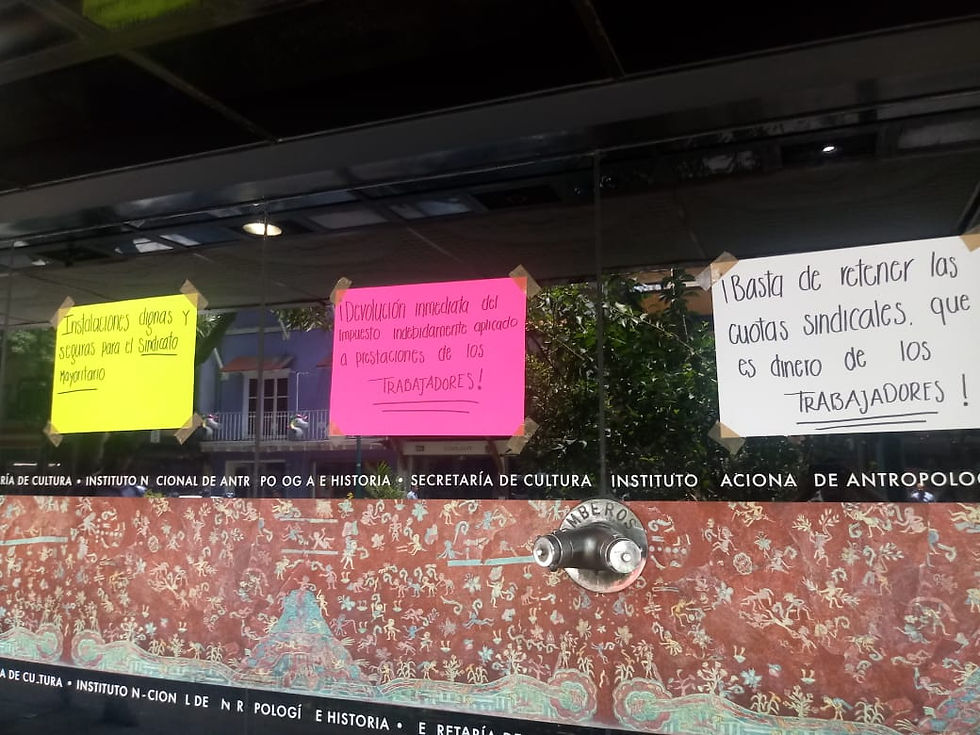 Instalaciones dignas y
seguras para el Sindicato
Mayoritario
¡Devolución inmediata del
impuesto indebidamente aplicado
a prestaciones de los
TRABAJADORES!
¡Basta de retener las
cuotas sindicales, que
es dinero de los
TRABAJADORES!
RÍA DE CULTURA • INSTITUTO N CIONAL DE ANTR PO OG A E HISTORIA • SECRETARÍA DE CULTURA INSTITUTO ACIONA DE ANTROPOLO
MBEROS
A DE CU.TURA • INSTITUTO N-CION L DE N R POLOGÍ E HISTORIA • E RETARÍA DE